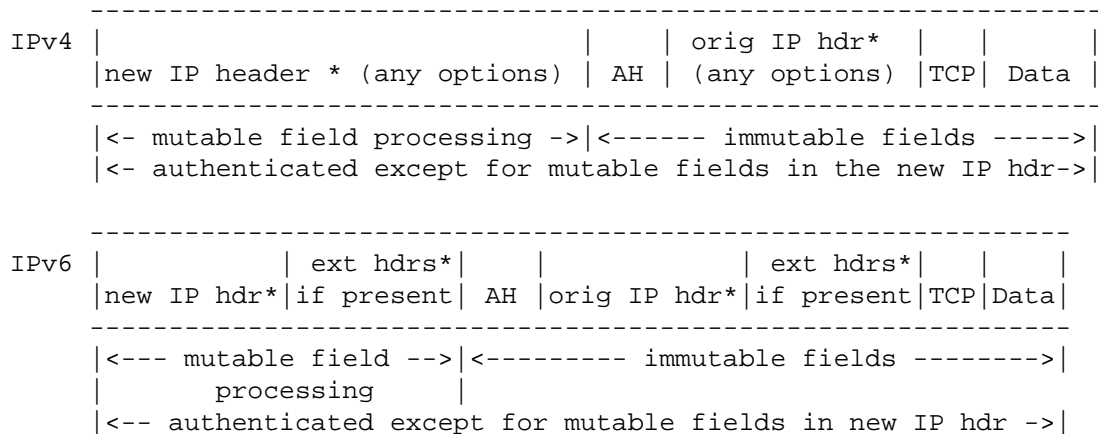 ----------------------------------------------------------------
IPv4 |                              |    | orig IP hdr*  |   |      |
|new IP header * (any options) | AH | (any options) |TCP| Data |
----------------------------------------------------------------
|<- mutable field processing ->|<------ immutable fields ----->|
|<- authenticated except for mutable fields in the new IP hdr->|
--------------------------------------------------------------
IPv6 |           | ext hdrs*|    |            | ext hdrs*|   |    |
|new IP hdr*|if present| AH |orig IP hdr*|if present|TCP|Data|
--------------------------------------------------------------
|<--- mutable field -->|<--------- immutable fields -------->|
|       processing      |
|<-- authenticated except for mutable fields in new IP hdr ->|